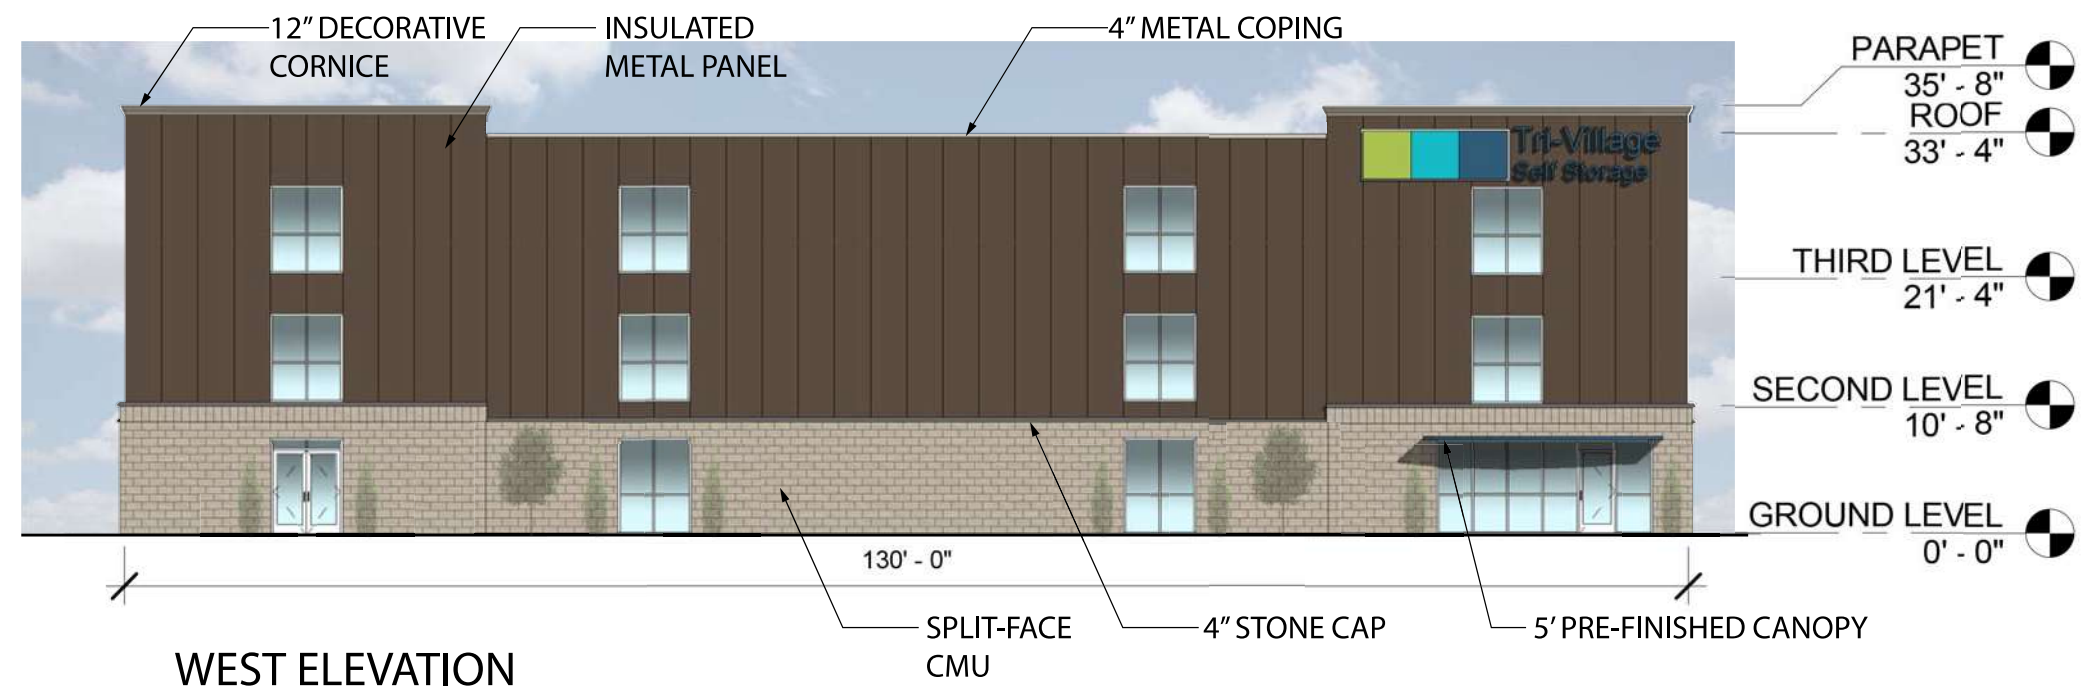 12” DECORATIVE
CORNICE
INSULATED
METAL PANEL
4” METAL COPING
PARAPET
35' - 8"
ROOF
33' - 4"
Tri-Village
Self Storage
THIRD LEVEL
21' - 4"
SECOND LEVEL
10' - 8"
GROUND LEVEL
0' - 0"
130' - 0"
SPLIT-FACE
CMU
4” STONE CAP
5’ PRE-FINISHED CANOPY
WEST ELEVATION